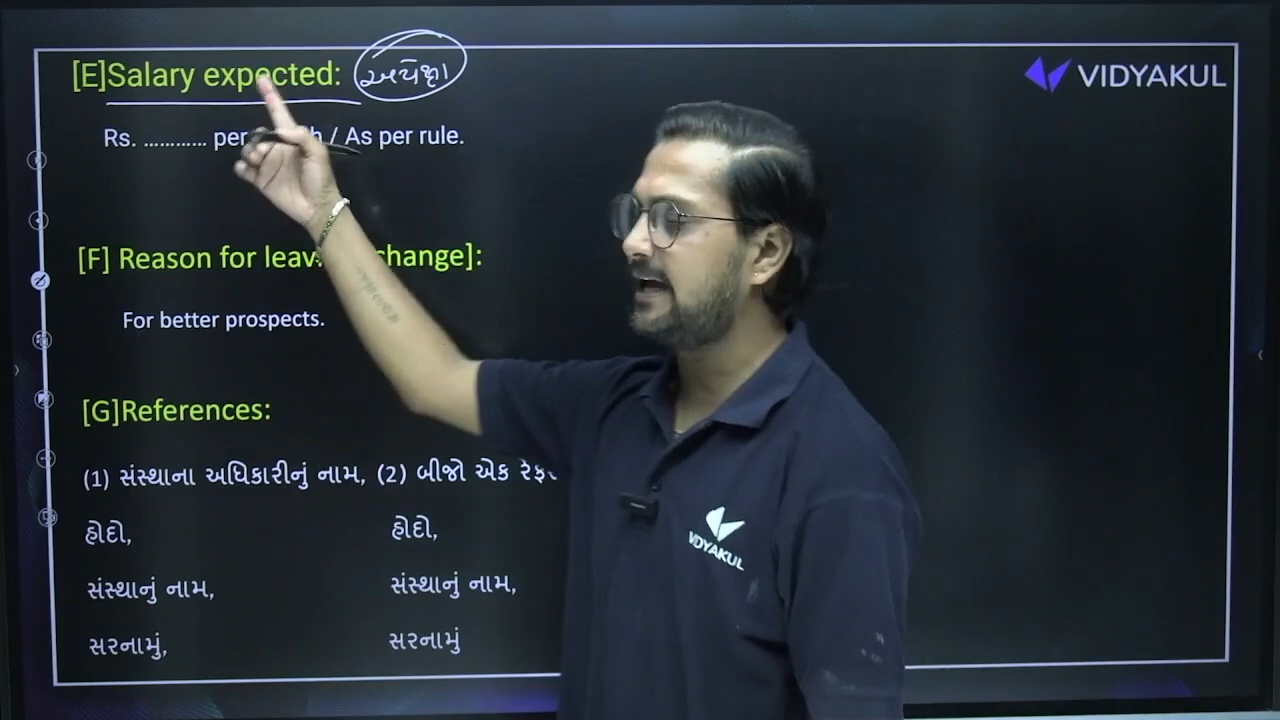 [E]Salary expected: અપેક્ષા
VIDYAKUL
Rs. ………… per / As per rule.
[F] Reason for change]:
For better prospects.
[G]References:
(1) સંસ્થાના અધિકારીનું નામ, (2) બીજો એક
હોદો, હોદો,
સંસ્થાનું નામ, સંસ્થાનું નામ,
સરનામું, સરનામું
VIDYAKUL